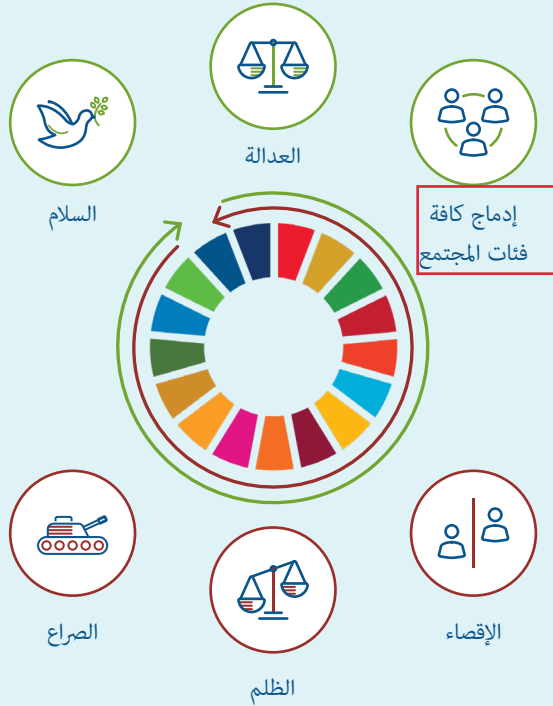 العدالة
إدماج كافة
فئات المجتمع
السلام
الإقصاء
الصراع
الظلم